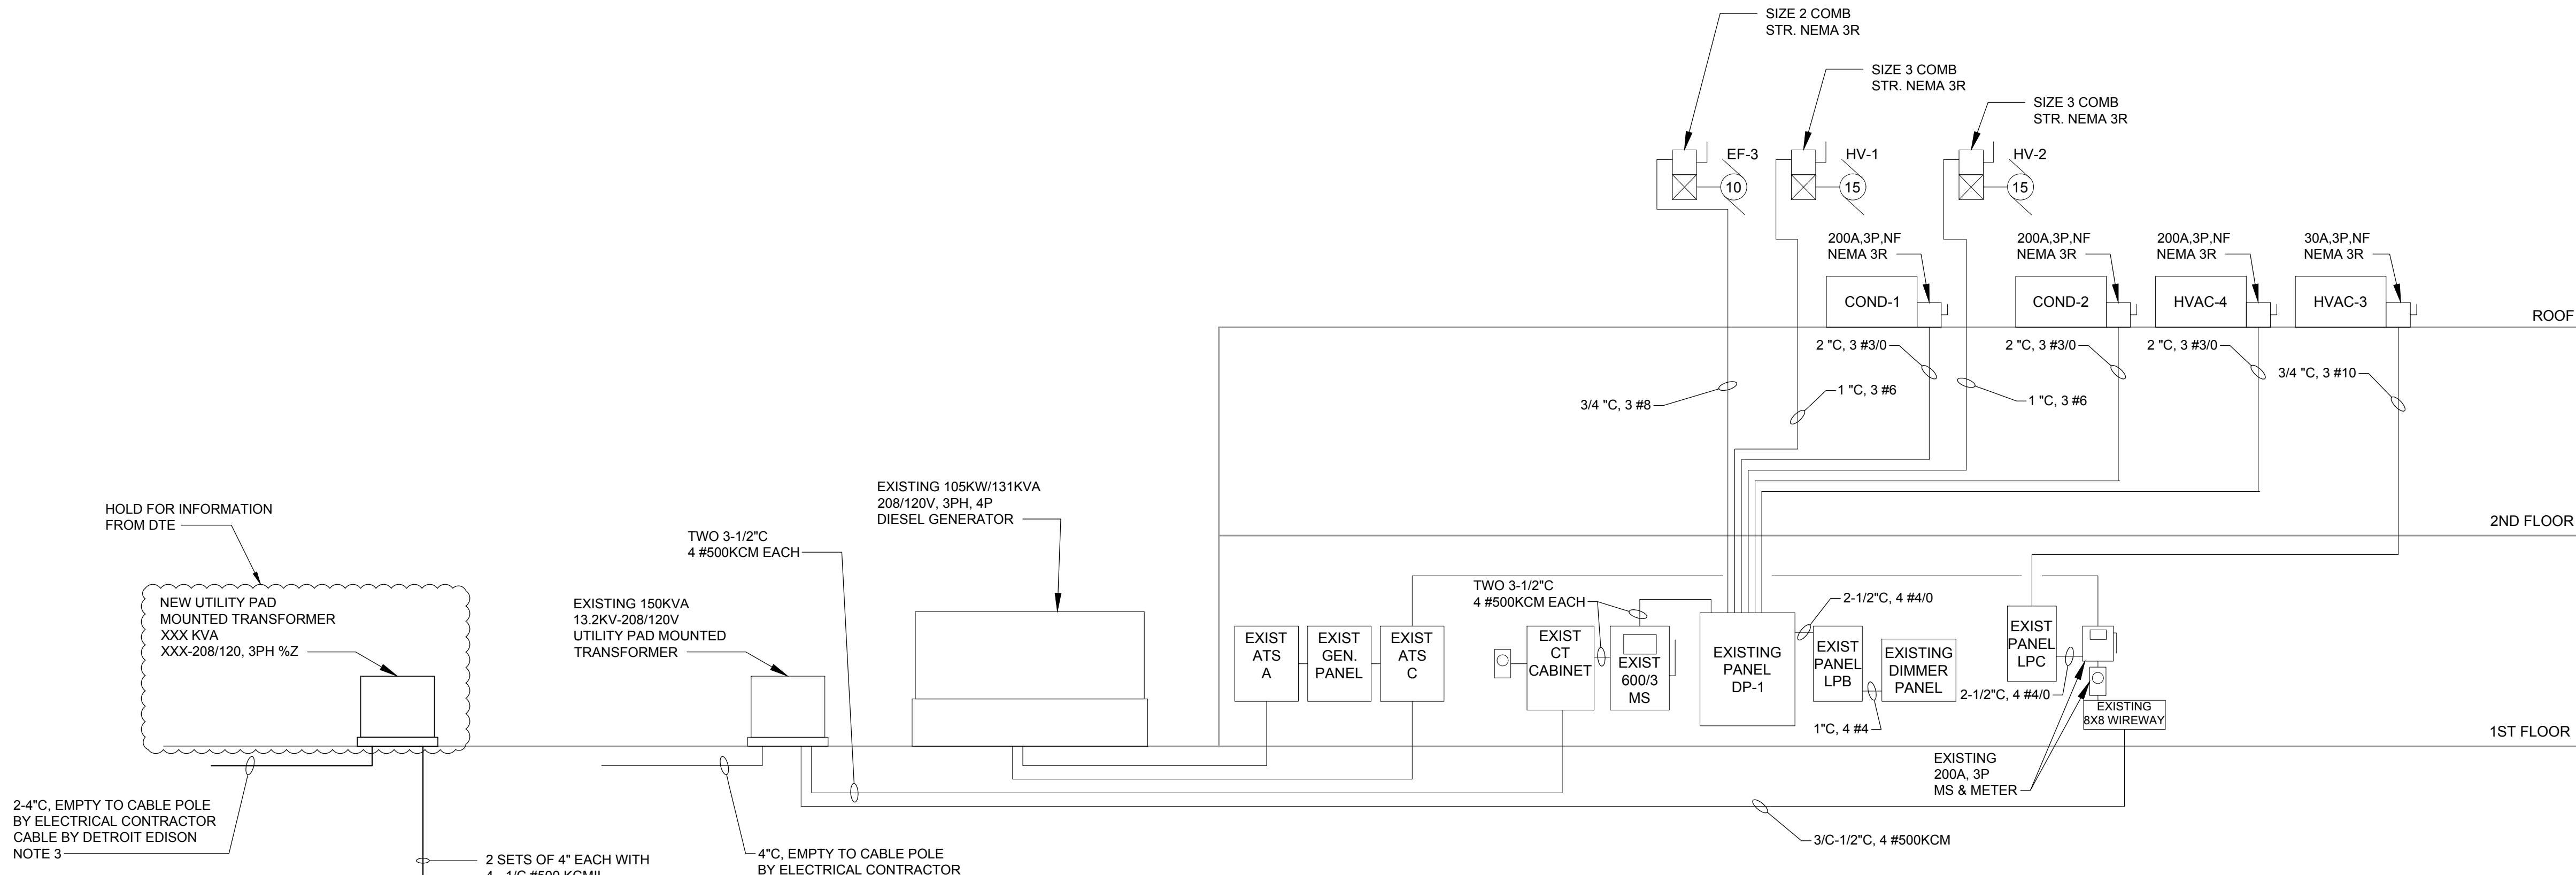 SIZE 2 COMB
STR. NEMA 3R
SIZE 3 COMB
STR. NEMA 3R
SIZE 3 COMB
STR. NEMA 3R
EF-3
10
HV-1
15
HV-2
15
200A,3P,NF
NEMA 3R
200A,3P,NF
NEMA 3R
200A,3P,NF
NEMA 3R
30A,3P,NF
NEMA 3R
COND-1
COND-2
HVAC-4
HVAC-3
ROOF
2 "C, 3 #3/0
2 "C, 3 #3/0
2 "C, 3 #3/0
3/4 "C, 3 #10
3/4 "C, 3 #8
1 "C, 3 #6
1 "C, 3 #6
HOLD FOR INFORMATION
FROM DTE
EXISTING 105KW/131KVA
208/120V, 3PH, 4P
DIESEL GENERATOR
TWO 3-1/2"C
4 #500KCM EACH
2ND FLOOR
NEW UTILITY PAD
MOUNTED TRANSFORMER
XXX KVA
XXX-208/120, 3PH %Z
EXISTING 150KVA
13.2KV-208/120V
UTILITY PAD MOUNTED
TRANSFORMER
TWO 3-1/2"C
4 #500KCM EACH
2-1/2"C, 4 #4/0
EXIST
ATS
A
EXIST
GEN.
PANEL
EXIST
ATS
C
EXIST
CT
CABINET
EXIST
600/3
MS
EXISTING
PANEL
DP-1
EXIST
PANEL
LPB
EXISTING
DIMMER
PANEL
EXIST
PANEL
LPC
2-1/2"C, 4 #4/0
1"C, 4 #4
EXISTING
8X8 WIREWAY
1ST FLOOR
EXISTING
200A, 3P
MS & METER
2-4"C, EMPTY TO CABLE POLE
BY ELECTRICAL CONTRACTOR
CABLE BY DETROIT EDISON
NOTE 3
2 SETS OF 4" EACH WITH
4 - 1/C #500 KCMIL
4"C, EMPTY TO CABLE POLE
BY ELECTRICAL CONTRACTOR
3/C-1/2"C, 4 #500KCM